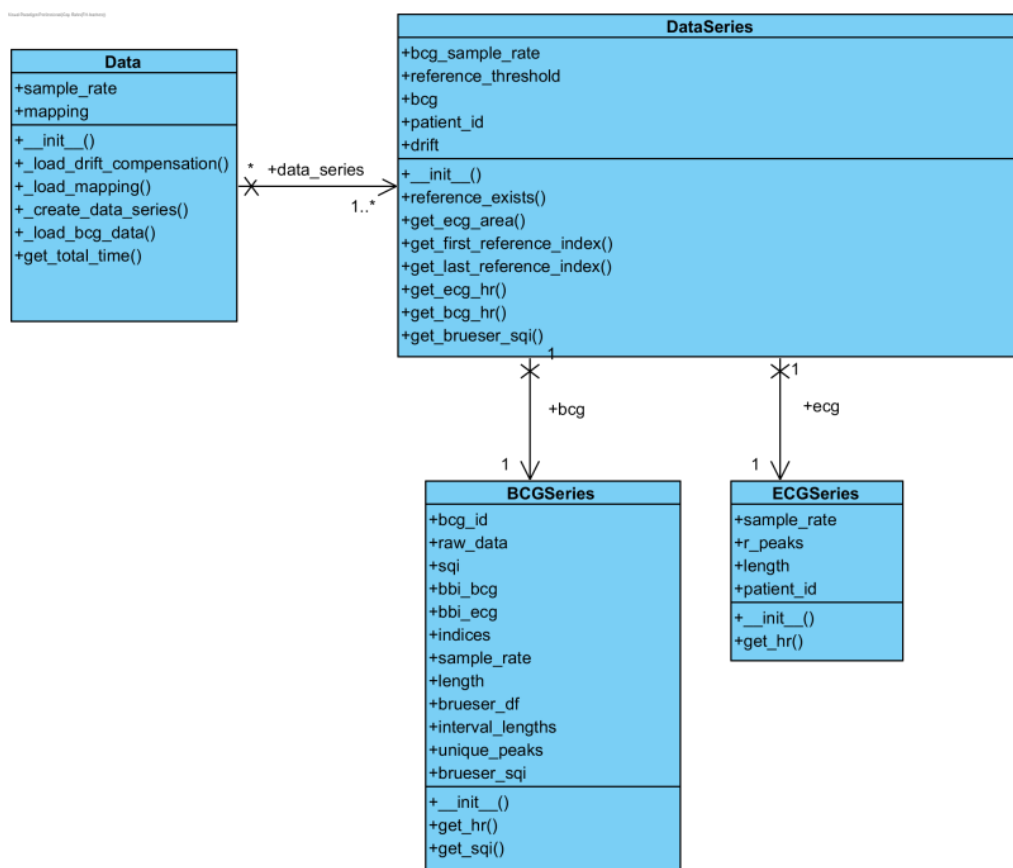 Data
+sample_rate
+mapping
+__init__()
+_load_drift_compensation()
+_load_mapping()
+_create_data_series()
+_load_bcg_data()
+get_total_time()
*
+data_series
1..*
DataSeries
+bcg_sample_rate
+reference_threshold
+bcg
+patient_id
+drift
+__init__()
+reference_exists()
+get_ecg_area()
+get_first_reference_index()
+get_last_reference_index()
+get_ecg_hr()
+get_bcg_hr()
+get_brueser_sqi()
1
+bcg
1
1
+ecg
1
BCGSeries
+bcg_id
+raw_data
+sqi
+bbi_bcg
+bbi_ecg
+indices
+sample_rate
+length
+brueser_df
+interval_lengths
+unique_peaks
+brueser_sqi
+__init__()
+get_hr()
+get_sqi()
ECGSeries
+sample_rate
+r_peaks
+length
+patient_id
+__init__()
+get_hr()